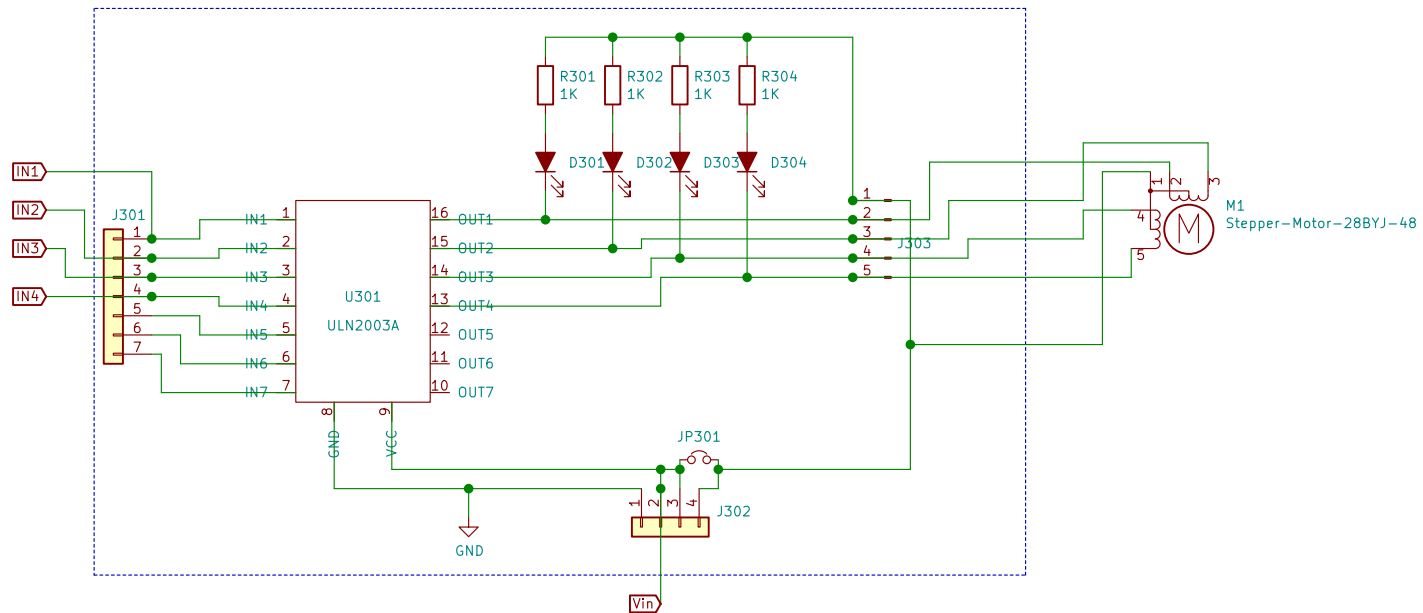 R301
1K
R302
1K
R303
1K
R304
1K
D301
D302
D303
D304
IN1
IN2
IN3
IN4
J301
1
2
3
4
5
6
7
IN1
IN2
IN3
IN4
IN5
IN6
IN7
1
2
3
4
5
6
7
U301
ULN2003A
16
15
14
13
12
11
10
OUT1
OUT2
OUT3
OUT4
OUT5
OUT6
OUT7
8
GND
9
VCC
1
2
3
4
5
J303
1
2
3
4
5
M
M1
Stepper-Motor-28BYJ-48
JP301
1
2
3
4
J302
GND
Vin